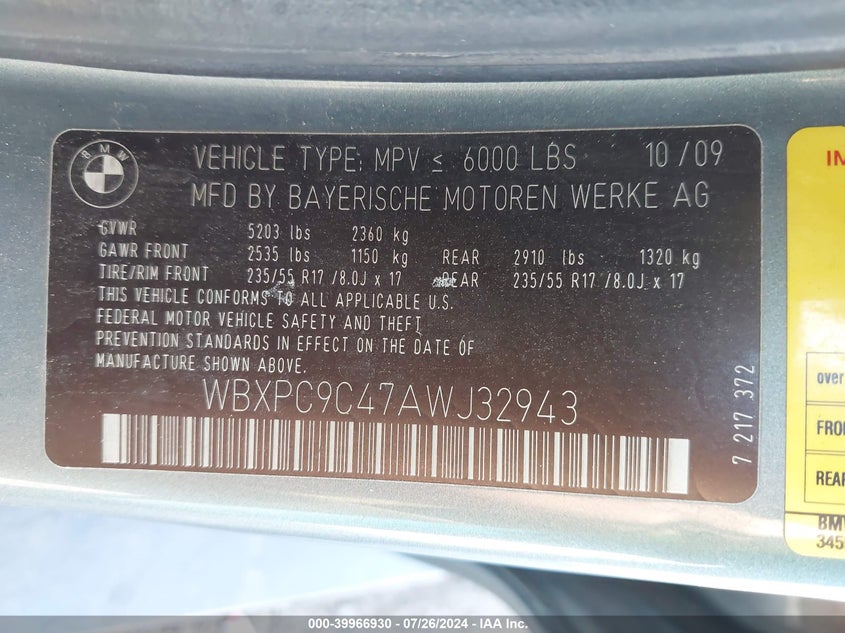 BMW
VEHICLE TYPE: MPV ≤ 6000 LBS 10/09
MFD BY BAYERISCHE MOTOREN WERKE AG
GVWR 5203 lbs 2360 kg
GAWR FRONT 2535 lbs 1150 kg REAR 2910 lbs 1320 kg
TIRE/RIM FRONT 235/55 R17 /8.0J x 17 REAR 235/55 R17 /8.0J x 17
THIS VEHICLE CONFORMS TO ALL APPLICABLE U.S.
FEDERAL MOTOR VEHICLE SAFETY AND THEFT
PREVENTION STANDARDS IN EFFECT ON THE DATE OF
MANUFACTURE SHOWN ABOVE.
WBXPC9C47AWJ32943
7 217 372
over
FRON
REAR
BMW
000-39966930 - 07/26/2024 - IAA Inc.